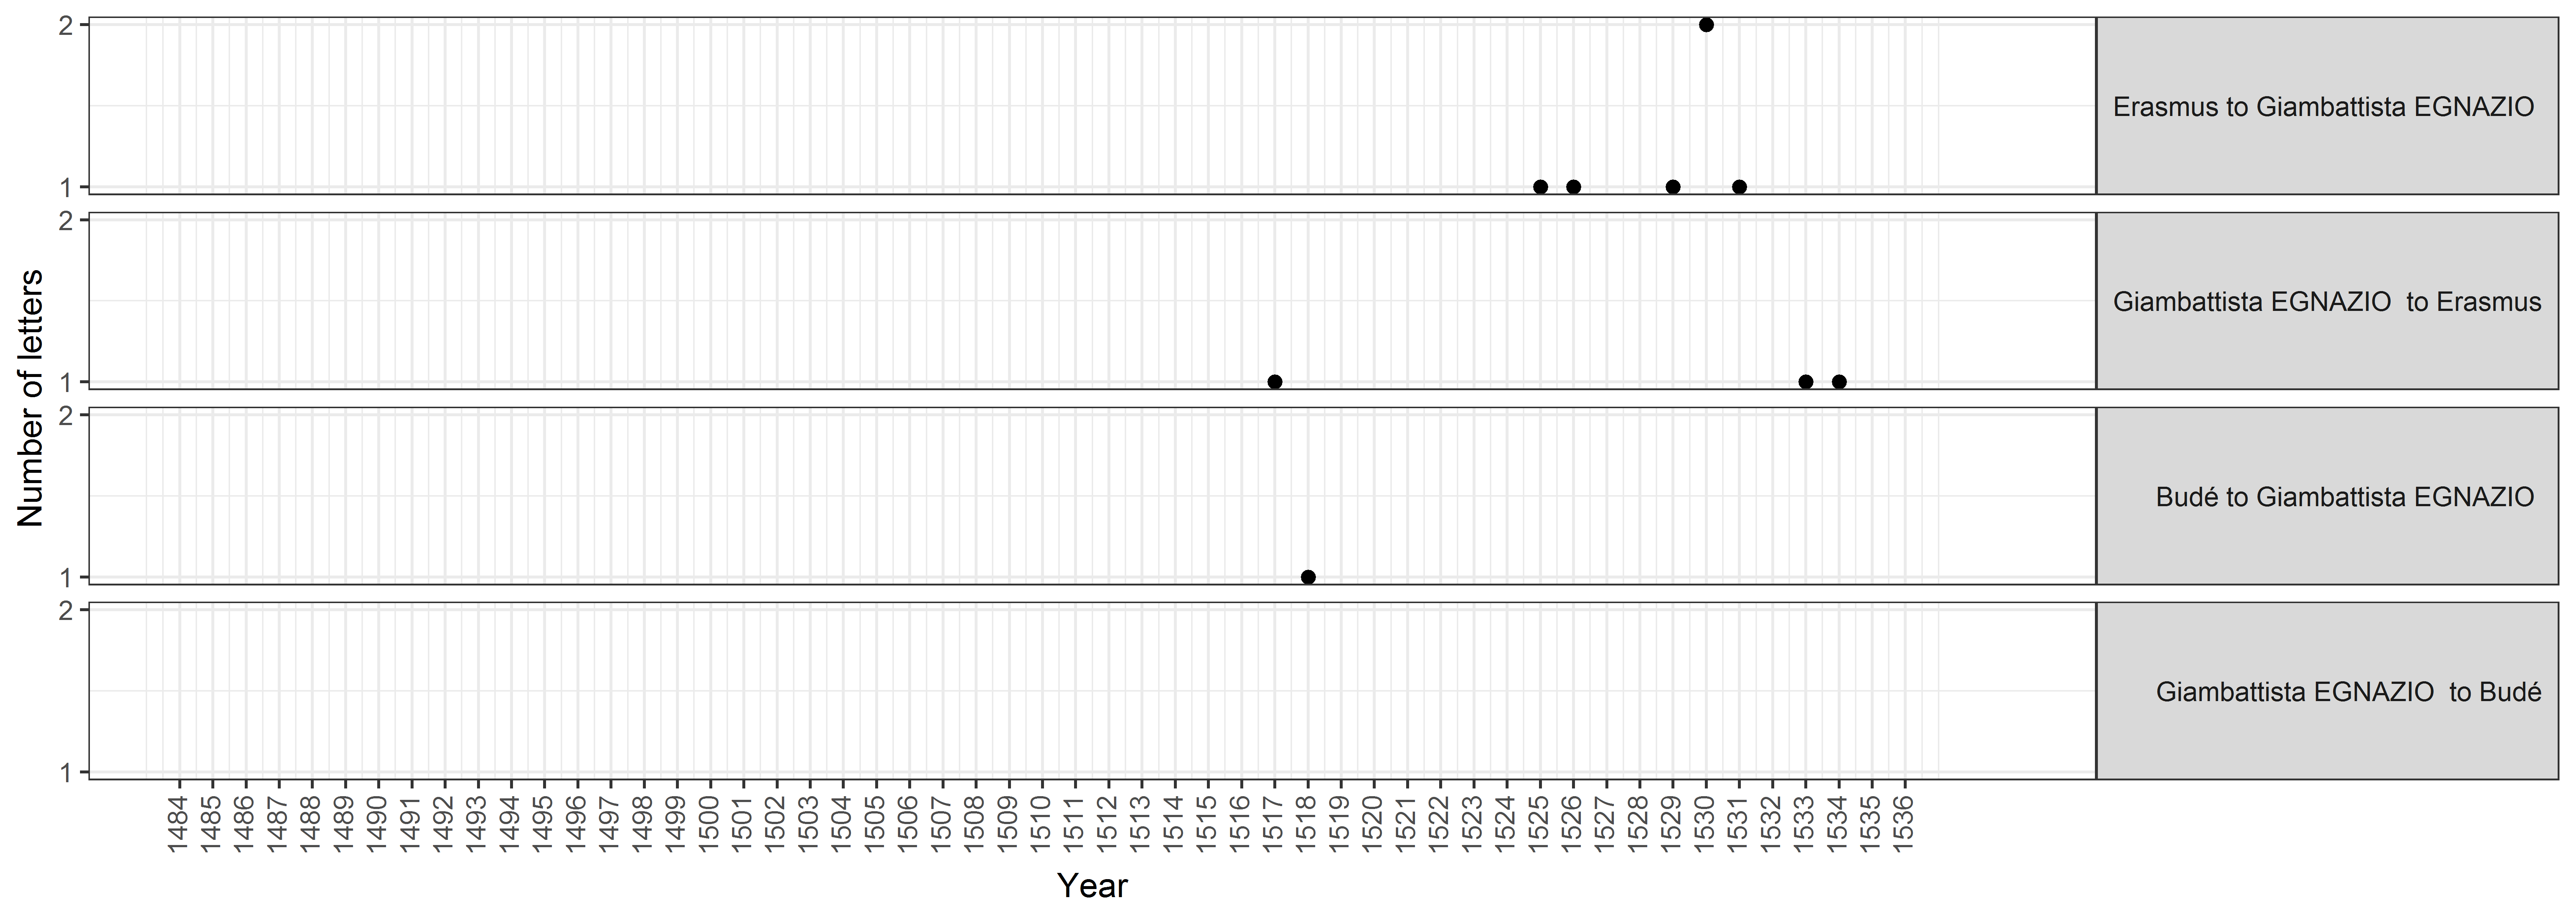 2
1
Erasmus to Giambattista EGNAZIO
2
1
Giambattista EGNAZIO  to Erasmus
2
1
Budé to Giambattista EGNAZIO
2
1
Giambattista EGNAZIO  to Budé
Number of letters
1484 1485 1486 1487 1488 1489 1490 1491 1492 1493 1494 1495 1496 1497 1498 1499 1500 1501 1502 1503 1504 1505 1506 1507 1508 1509 1510 1511 1512 1513 1514 1515 1516 1517 1518 1519 1520 1521 1522 1523 1524 1525 1526 1527 1528 1529 1530 1531 1532 1533 1534 1535 1536
Year